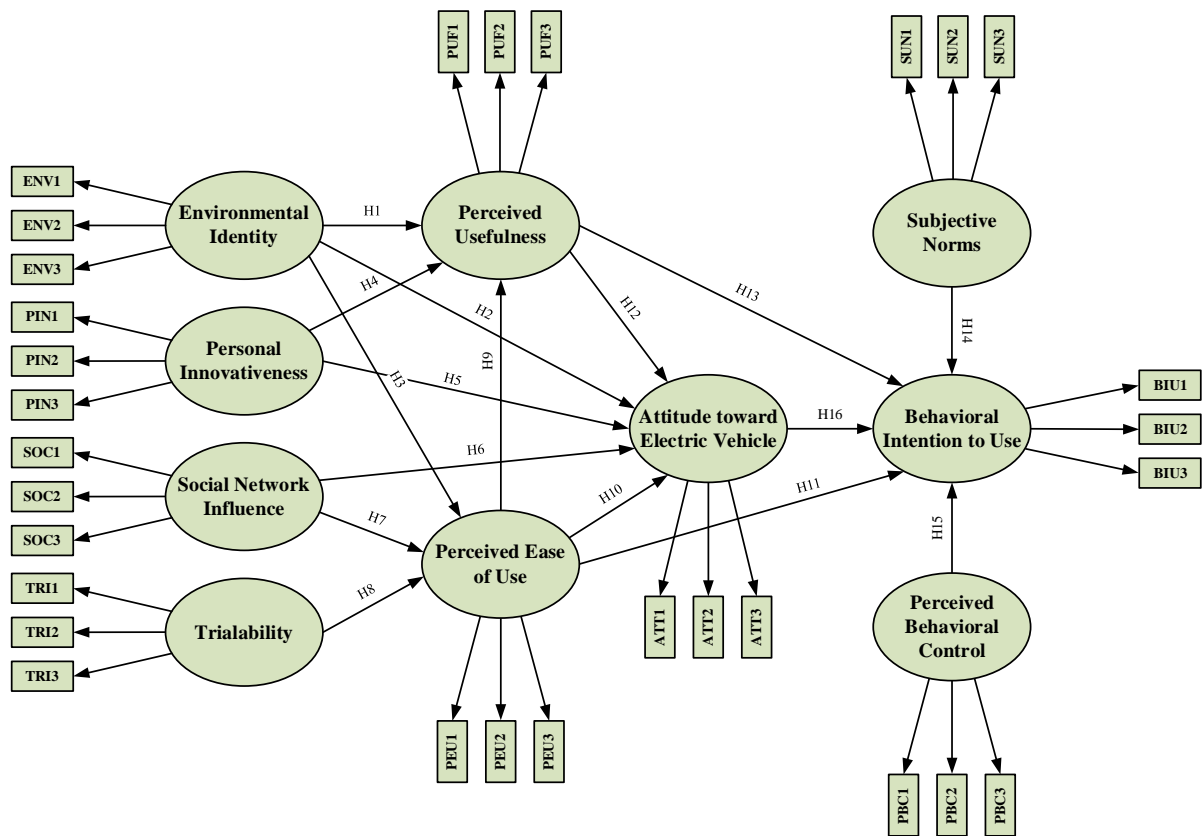 PUF1
PUF2
PUF3
SUN1
SUN2
SUN3
ENV1
ENV2
ENV3
Environmental
Identity
H1
Perceived
Usefulness
Subjective
Norms
H4
H2
H3
H9
H12
H13
H14
PIN1
PIN2
PIN3
Personal
Innovativeness
H5
Attitude toward
Electric Vehicle
H16
Behavioral
Intention to Use
BIU1
BIU2
BIU3
SOC1
SOC2
SOC3
Social Network
Influence
H6
H7
H10
H11
H15
Perceived Ease
of Use
TRI1
TRI2
TRI3
Trialability
H8
ATT1
ATT2
ATT3
Perceived
Behavioral
Control
PEU1
PEU2
PEU3
PBC1
PBC2
PBC3